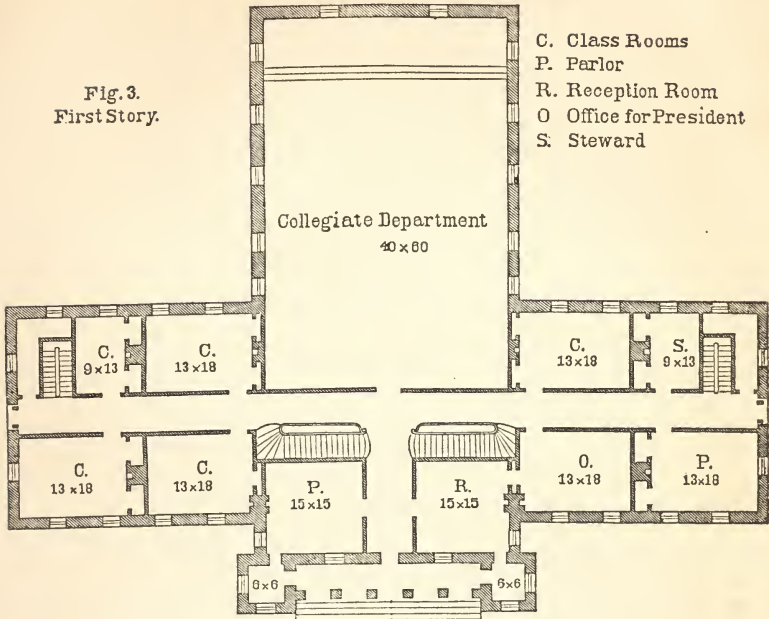 Fig. 3.
First Story.
C. Class Rooms
P. Parlor
R. Reception Room
O Office for President
S. Steward
Collegiate Department
40 x 60
C.
9 x 13
C.
13 x 18
C.
13 x 18
S.
9 x 13
C.
13 x 18
C.
13 x 18
P.
15 x 15
R.
15 x 15
O.
13 x 18
P.
13 x 18
6 x 6
6 x 6